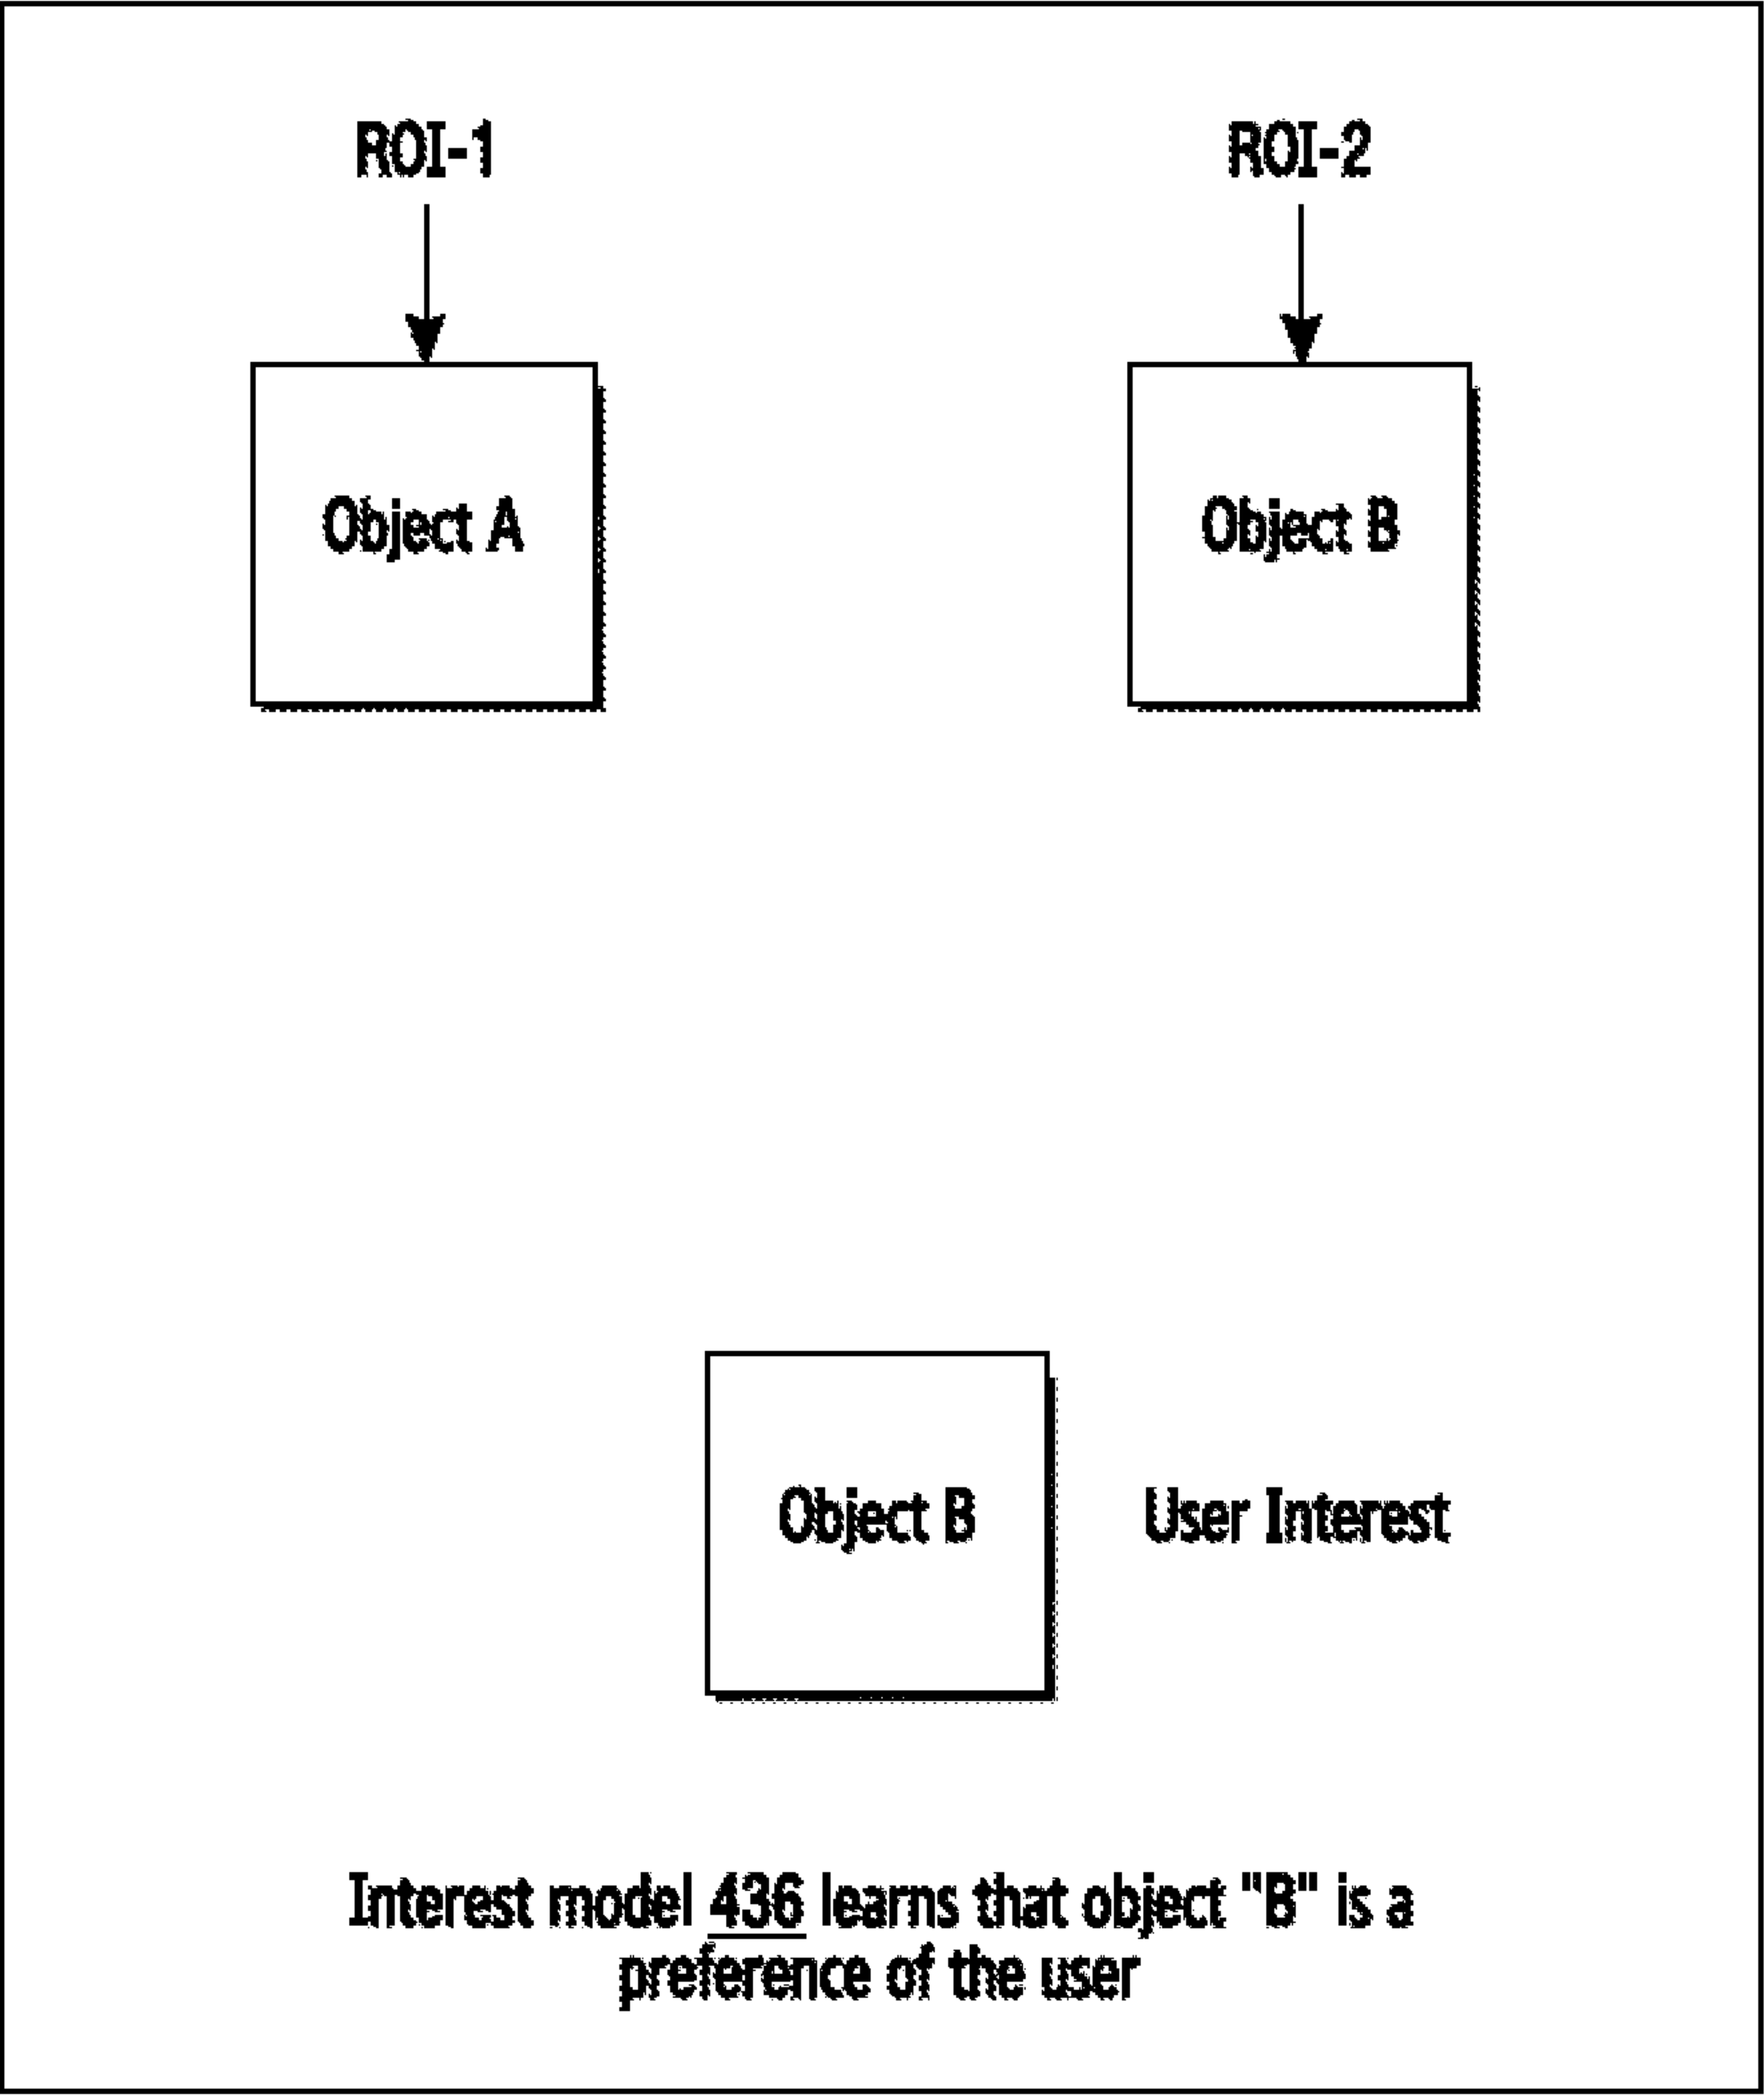 ROI-1
ROI-2
Object A
Object B
Object B
User Interest
Interest model 436 learns that object "B" is a
preference of the user